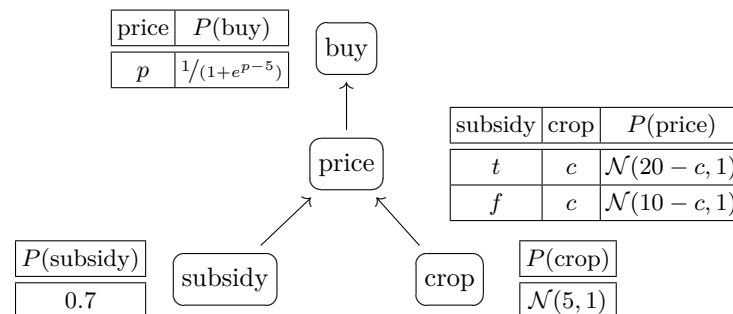 price P(buy)
p 1/(1+e^{p−5})
buy
price
subsidy crop P(price)
t c N(20 − c, 1)
f c N(10 − c, 1)
P(subsidy)
0.7
subsidy
crop
P(crop)
N(5, 1)